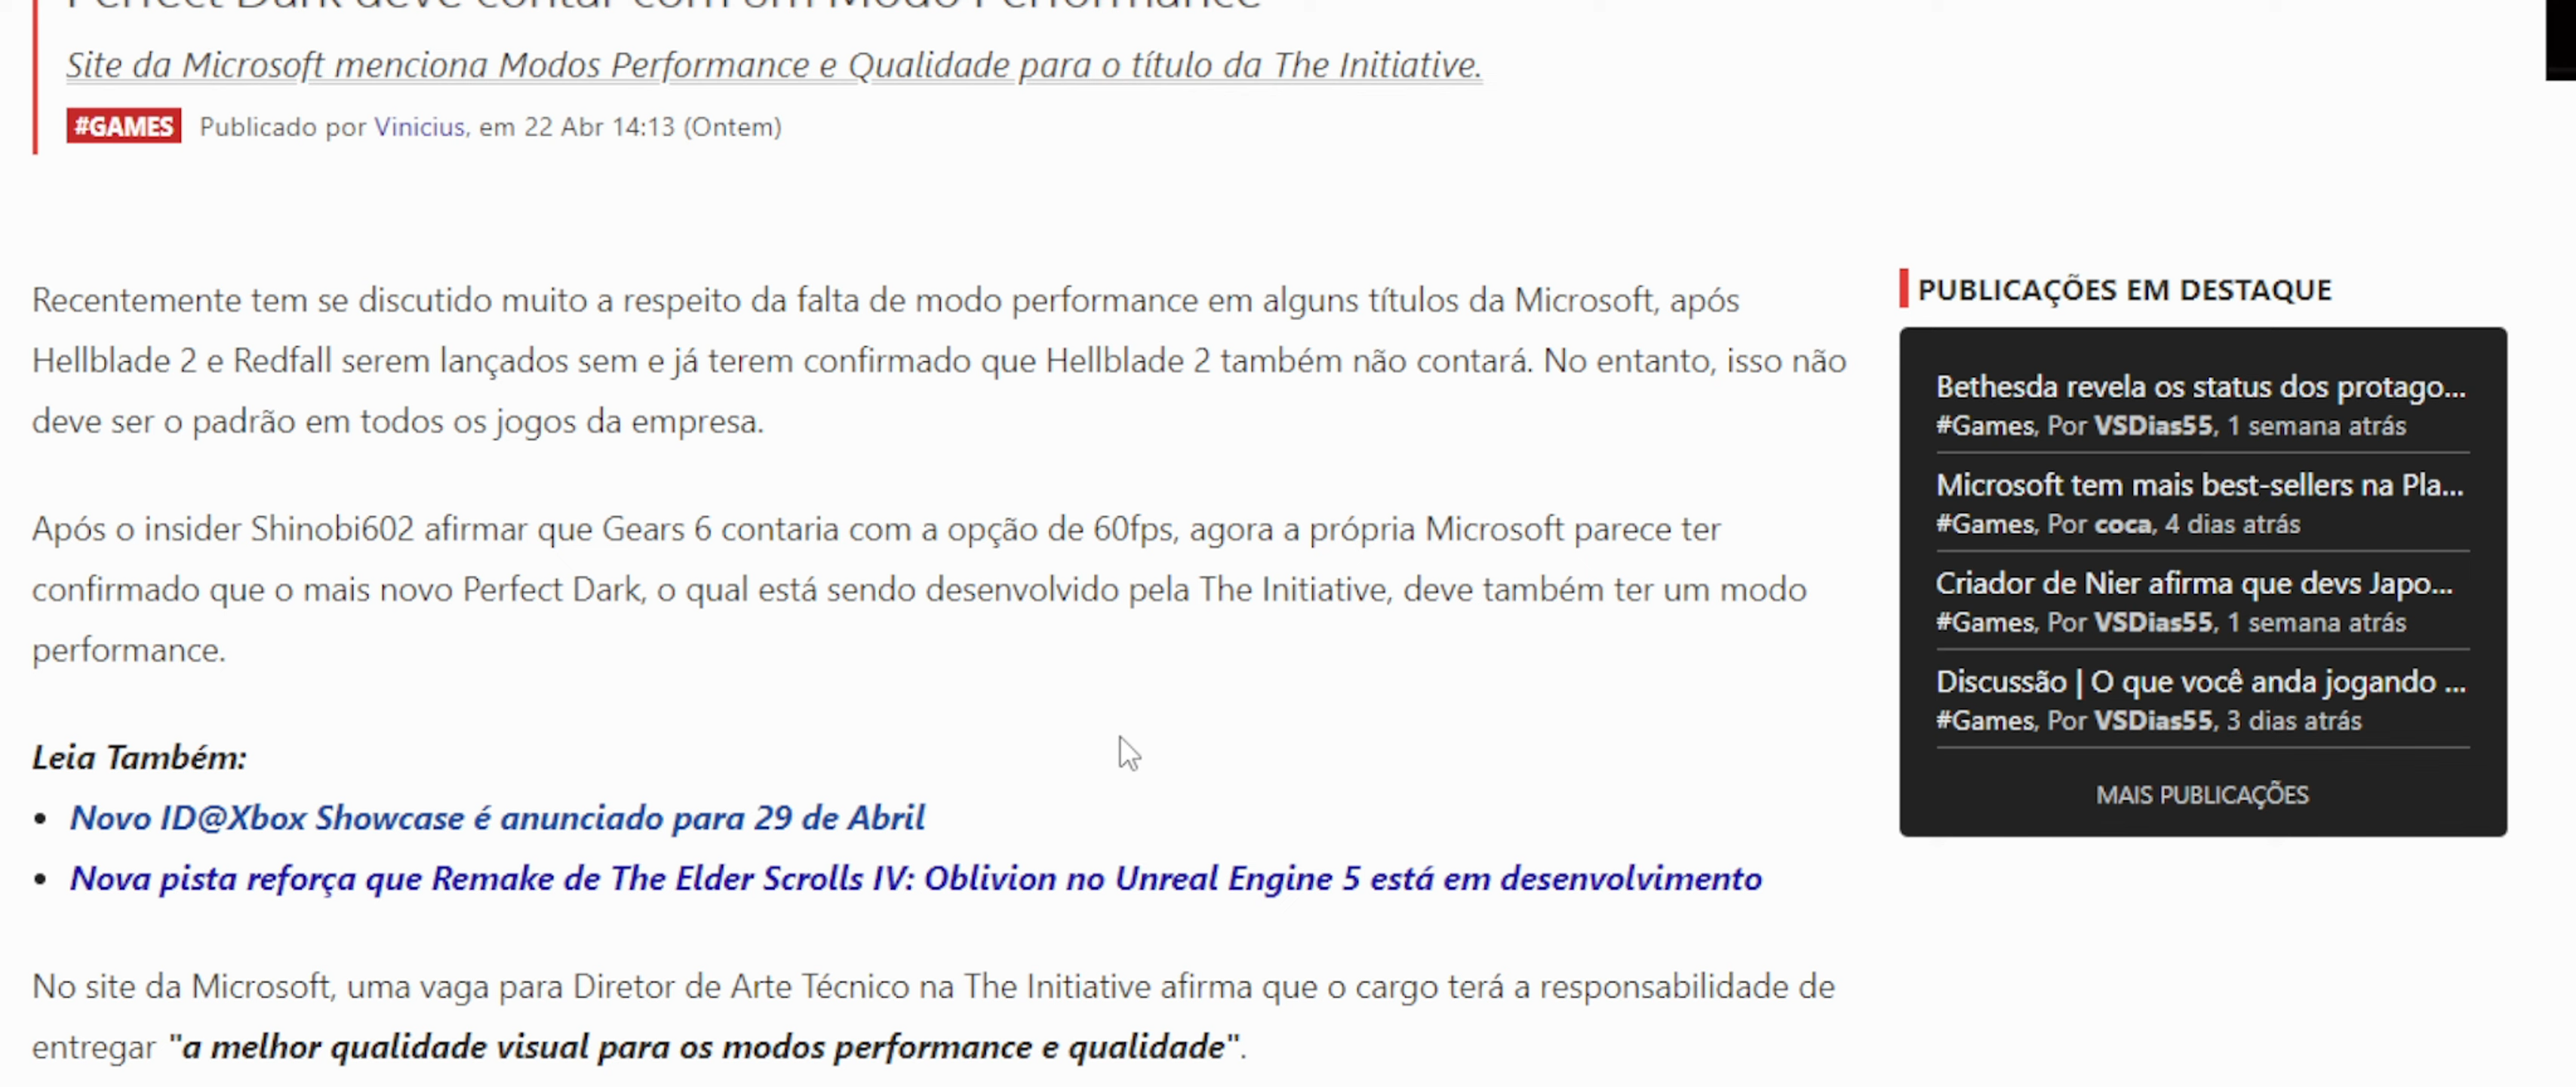 Perfect Dark deve contar com um Modo Performance
Site da Microsoft menciona Modos Performance e Qualidade para o título da The Initiative.
#GAMES Publicado por Vinicius, em 22 Abr 14:13 (Ontem)
Recentemente tem se discutido muito a respeito da falta de modo performance em alguns títulos da Microsoft, após
Hellblade 2 e Redfall serem lançados sem e já terem confirmado que Hellblade 2 também não contará. No entanto, isso não
deve ser o padrão em todos os jogos da empresa.
Após o insider Shinobi602 afirmar que Gears 6 contaria com a opção de 60fps, agora a própria Microsoft parece ter
confirmado que o mais novo Perfect Dark, o qual está sendo desenvolvido pela The Initiative, deve também ter um modo
performance.
Leia Também:
• Novo ID@Xbox Showcase é anunciado para 29 de Abril
• Nova pista reforça que Remake de The Elder Scrolls IV: Oblivion no Unreal Engine 5 está em desenvolvimento
No site da Microsoft, uma vaga para Diretor de Arte Técnico na The Initiative afirma que o cargo terá a responsabilidade de
entregar "a melhor qualidade visual para os modos performance e qualidade".
PUBLICAÇÕES EM DESTAQUE
Bethesda revela os status dos protago...
#Games, Por VSDias55, 1 semana atrás
Microsoft tem mais best-sellers na Pla...
#Games, Por coca, 4 dias atrás
Criador de Nier afirma que devs Japo...
#Games, Por VSDias55, 1 semana atrás
Discussão | O que você anda jogando ...
#Games, Por VSDias55, 3 dias atrás
MAIS PUBLICAÇÕES